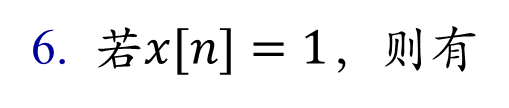 6. 若x[n] = 1, 则有